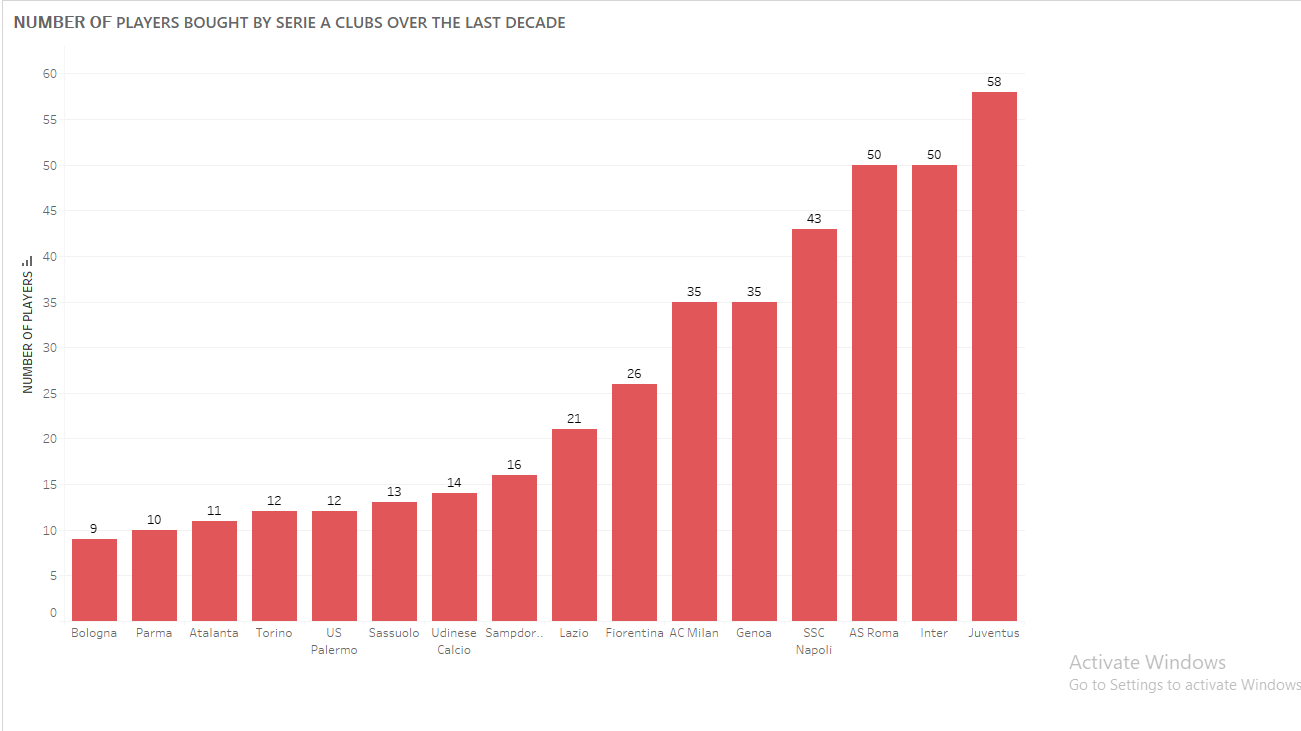 NUMBER OF PLAYERS BOUGHT BY SERIE A CLUBS OVER THE LAST DECADE
NUMBER OF PLAYERS
60
55
50
45
40
35
30
25
20
15
10
5
0
9
10
11
12
12
13
14
16
21
26
35
35
43
50
50
58
Bologna
Parma
Atalanta
Torino
US
Palermo
Sassuolo
Udinese
Calcio
Sampdor..
Lazio
Fiorentina
AC Milan
Genoa
SSC
Napoli
AS Roma
Inter
Juventus
Activate Windows
Go to Settings to activate Windows